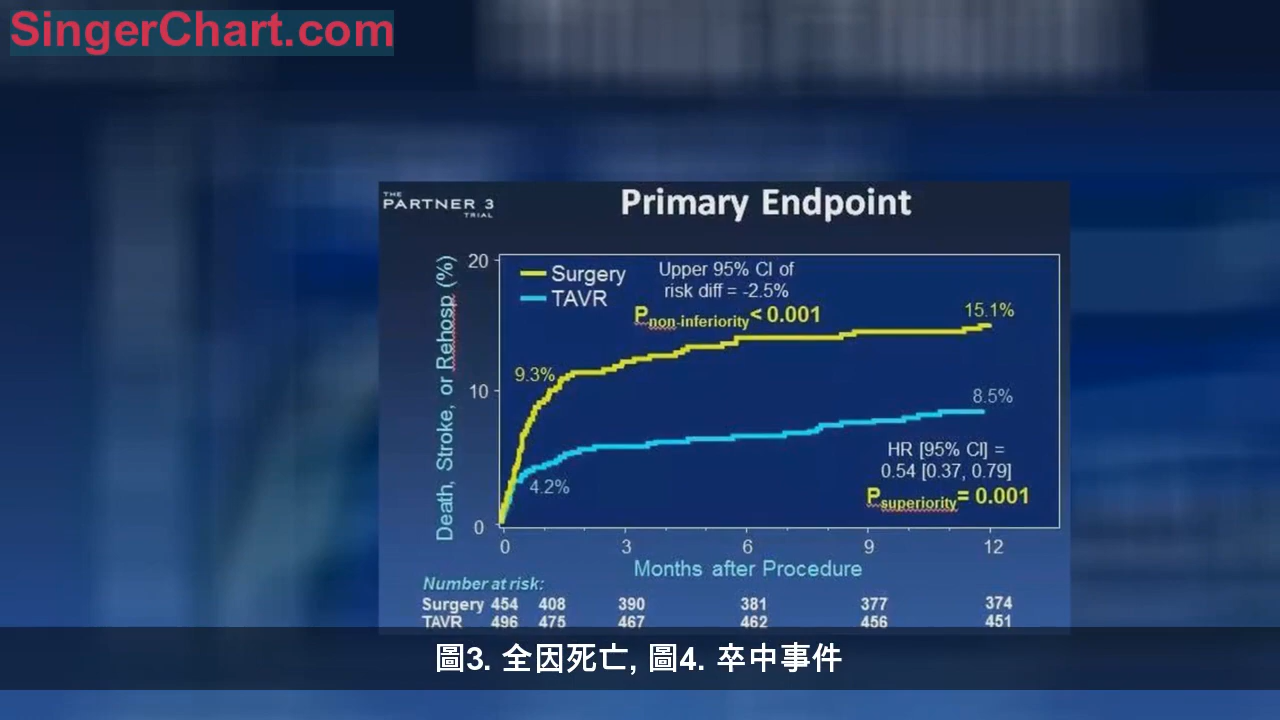 SingerChart.com
THE
PARTNER 3
TRIAL
Primary Endpoint
Death, Stroke, or Rehosp (%)
20
10
0
Surgery
TAVR
Upper 95% CI of
risk diff = -2.5%
Pnon-inferiority< 0.001
15.1%
9.3%
8.5%
4.2%
HR [95% CI] =
0.54 [0.37, 0.79]
Psuperiority= 0.001
0 3 6 9 12
Months after Procedure
Number at risk:
Surgery 454 408 390 381 377 374
TAVR 496 475 467 462 456 451
圖3. 全因死亡, 圖4. 卒中事件